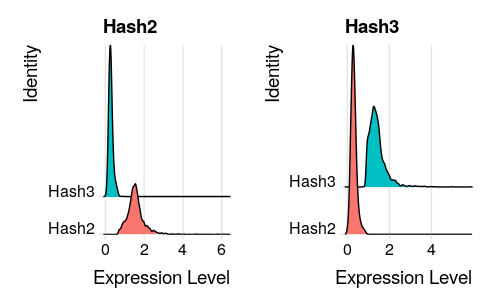 Hash2
Identity
Hash3
Hash2
0 2 4 6
Expression Level
Hash3
Identity
Hash3
Hash2
0 2 4
Expression Level